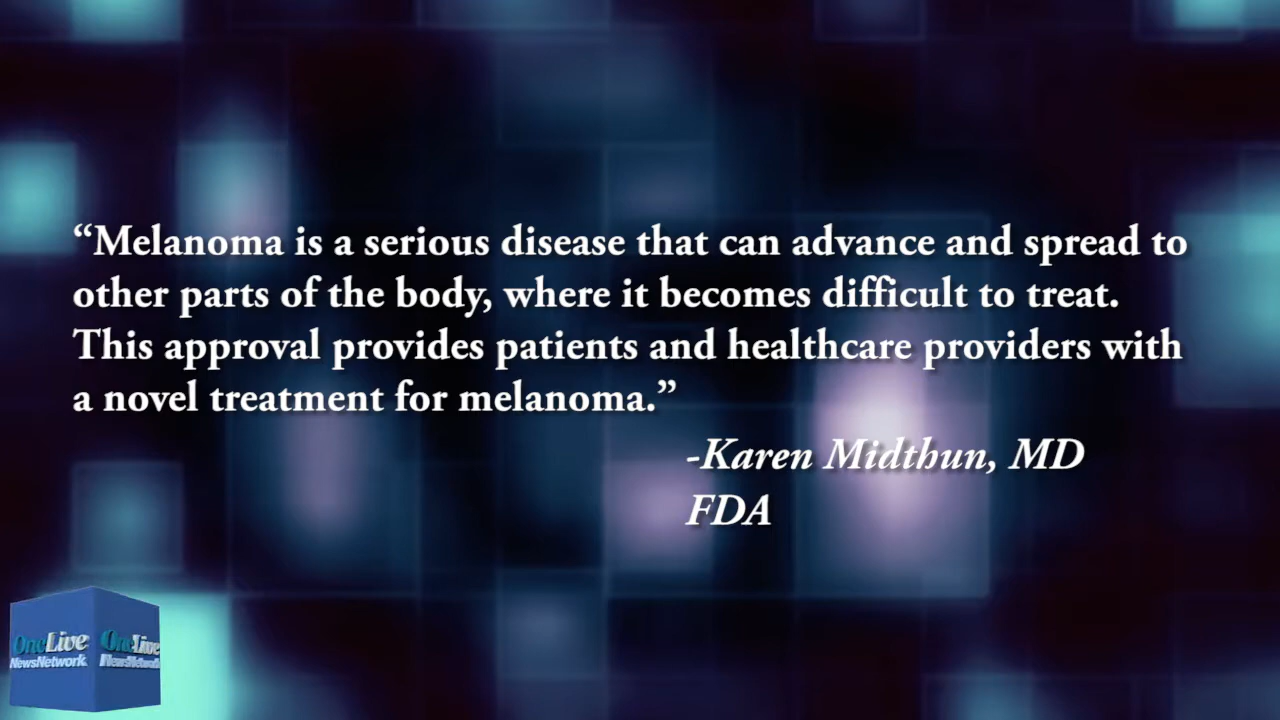 “Melanoma is a serious disease that can advance and spread to
other parts of the body, where it becomes difficult to treat.
This approval provides patients and healthcare providers with
a novel treatment for melanoma.”
-Karen Midthun, MD
FDA
OncLive
NewsNetwork
OncLive
NewsNetwork